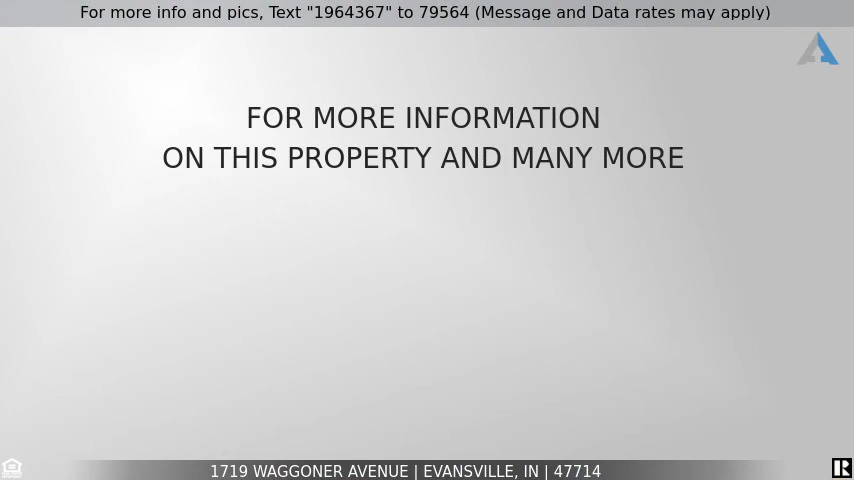 For more info and pics, Text "1964367" to 79564 (Message and Data rates may apply)
FOR MORE INFORMATION
ON THIS PROPERTY AND MANY MORE
1719 WAGGONER AVENUE | EVANSVILLE, IN | 47714